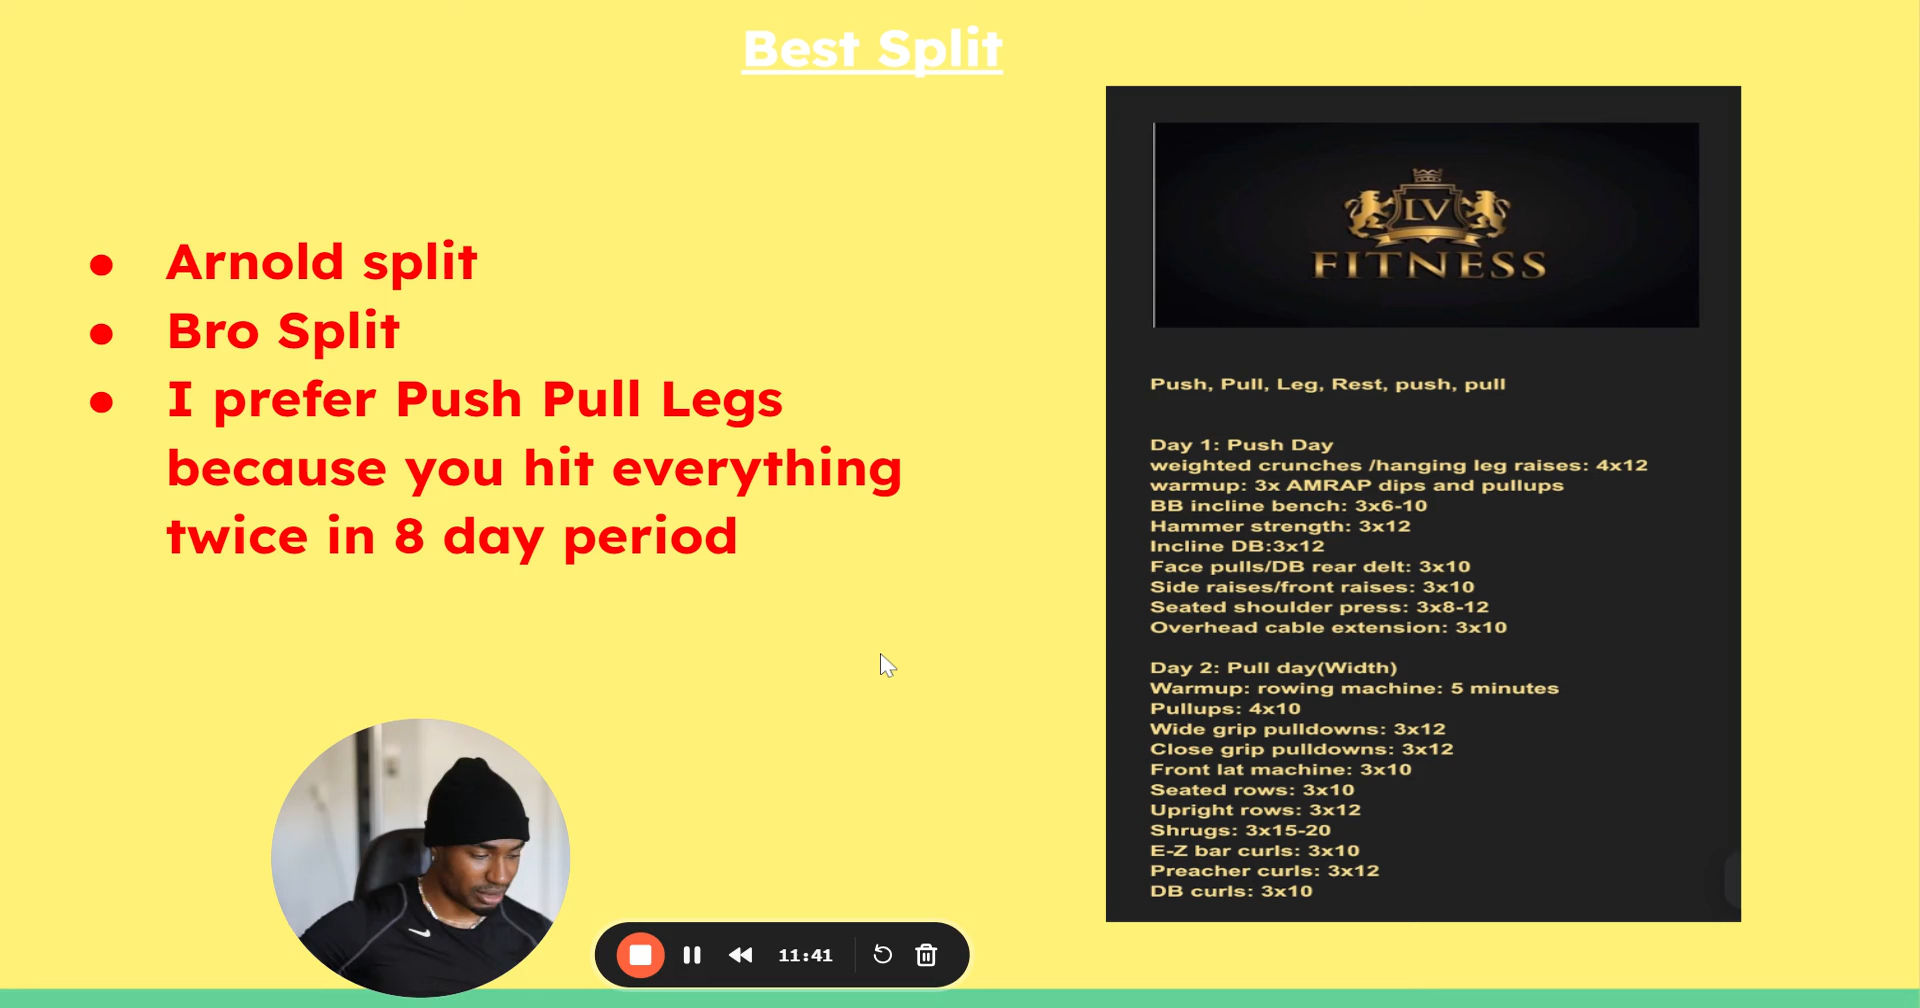 Best Split
● Arnold split
● Bro Split
● I prefer Push Pull Legs
because you hit everything
twice in 8 day period
LV
FITNESS
Push, Pull, Leg, Rest, push, pull
Day 1: Push Day
weighted crunches /hanging leg raises: 4x12
warmup: 3x AMRAP dips and pullups
BB incline bench: 3x6-10
Hammer strength: 3x12
Incline DB:3x12
Face pulls/DB rear delt: 3x10
Side raises/front raises: 3x10
Seated shoulder press: 3x8-12
Overhead cable extension: 3x10
Day 2: Pull day(Width)
Warmup: rowing machine: 5 minutes
Pullups: 4x10
Wide grip pulldowns: 3x12
Close grip pulldowns: 3x12
Front lat machine: 3x10
Seated rows: 3x10
Upright rows: 3x12
Shrugs: 3x15-20
E-Z bar curls: 3x10
Preacher curls: 3x12
DB curls: 3x10
11:41